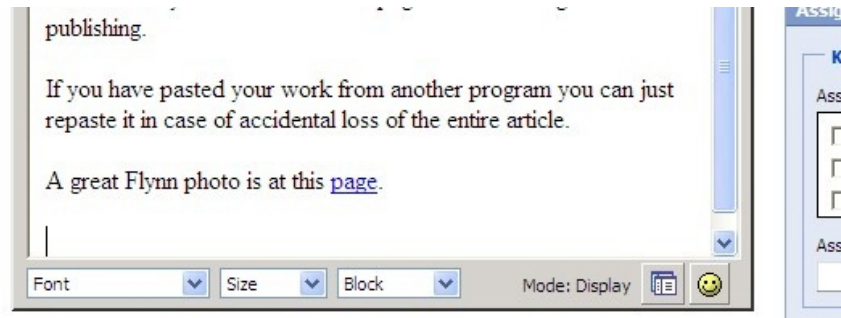 publishing.
If you have pasted your work from another program you can just
repaste it in case of accidental loss of the entire article.
A great Flynn photo is at this page.
Font Size Block Mode: Display
Assig
K
Ass
Ass